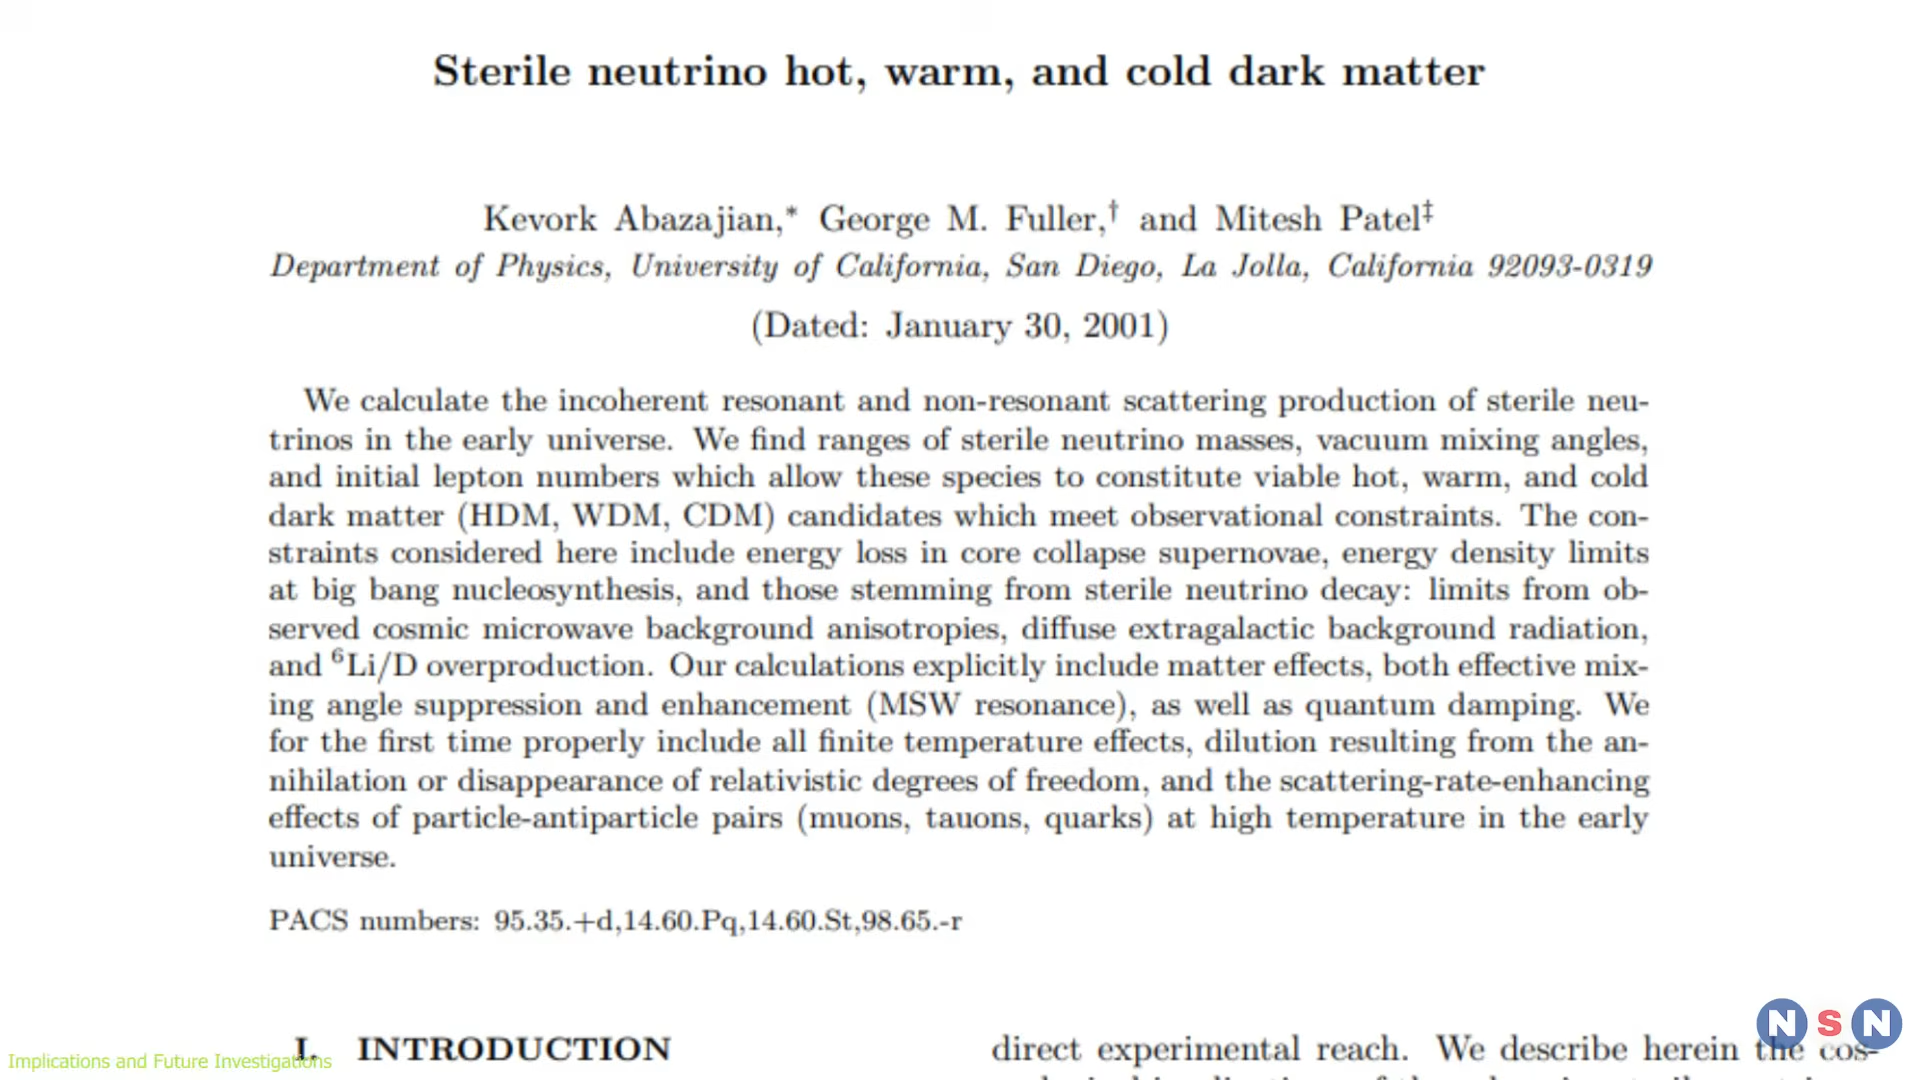 Sterile neutrino hot, warm, and cold dark matter
Kevork Abazajian,* George M. Fuller,† and Mitesh Patel‡
Department of Physics, University of California, San Diego, La Jolla, California 92093-0319
(Dated: January 30, 2001)
We calculate the incoherent resonant and non-resonant scattering production of sterile neu-
trinos in the early universe. We find ranges of sterile neutrino masses, vacuum mixing angles,
and initial lepton numbers which allow these species to constitute viable hot, warm, and cold
dark matter (HDM, WDM, CDM) candidates which meet observational constraints. The con-
straints considered here include energy loss in core collapse supernovae, energy density limits
at big bang nucleosynthesis, and those stemming from sterile neutrino decay: limits from ob-
served cosmic microwave background anisotropies, diffuse extragalactic background radiation,
and ⁶Li/D overproduction. Our calculations explicitly include matter effects, both effective mix-
ing angle suppression and enhancement (MSW resonance), as well as quantum damping. We
for the first time properly include all finite temperature effects, dilution resulting from the an-
nihilation or disappearance of relativistic degrees of freedom, and the scattering-rate-enhancing
effects of particle-antiparticle pairs (muons, tauons, quarks) at high temperature in the early
universe.
PACS numbers: 95.35.+d,14.60.Pq,14.60.St,98.65.-r
I. INTRODUCTION
direct experimental reach. We describe herein the cos-
Implications and Future Investigations
N S N